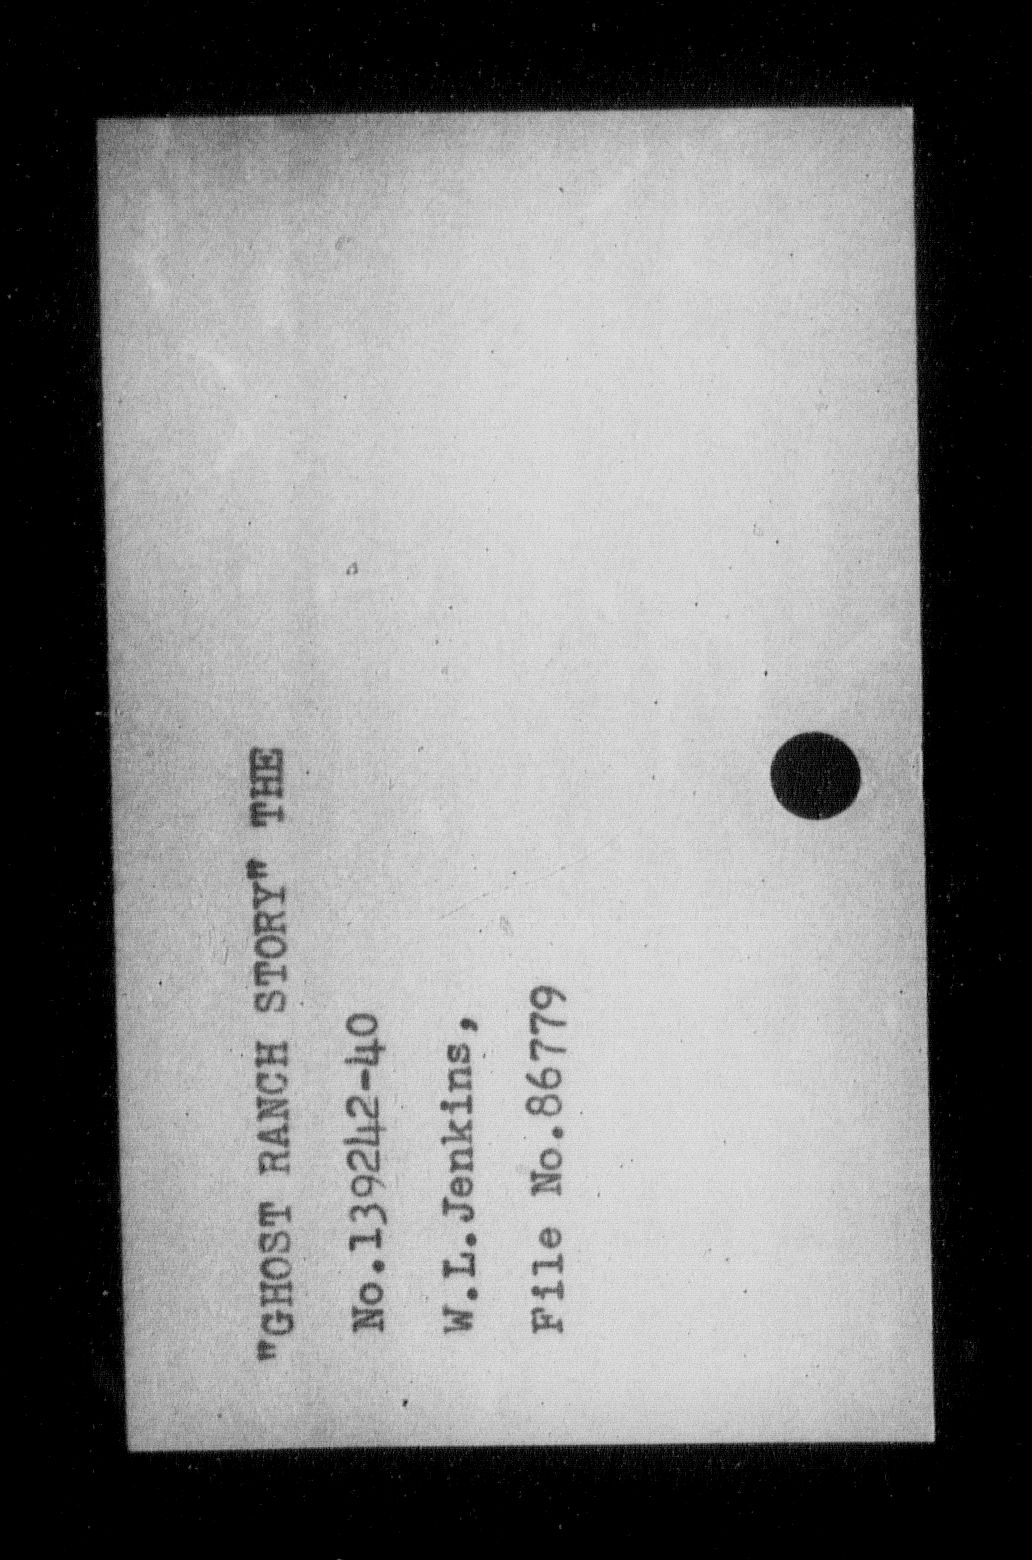 "GHOST RANCH STORY" THE
No.139242-40
W.L.Jenkins,
File No.86779